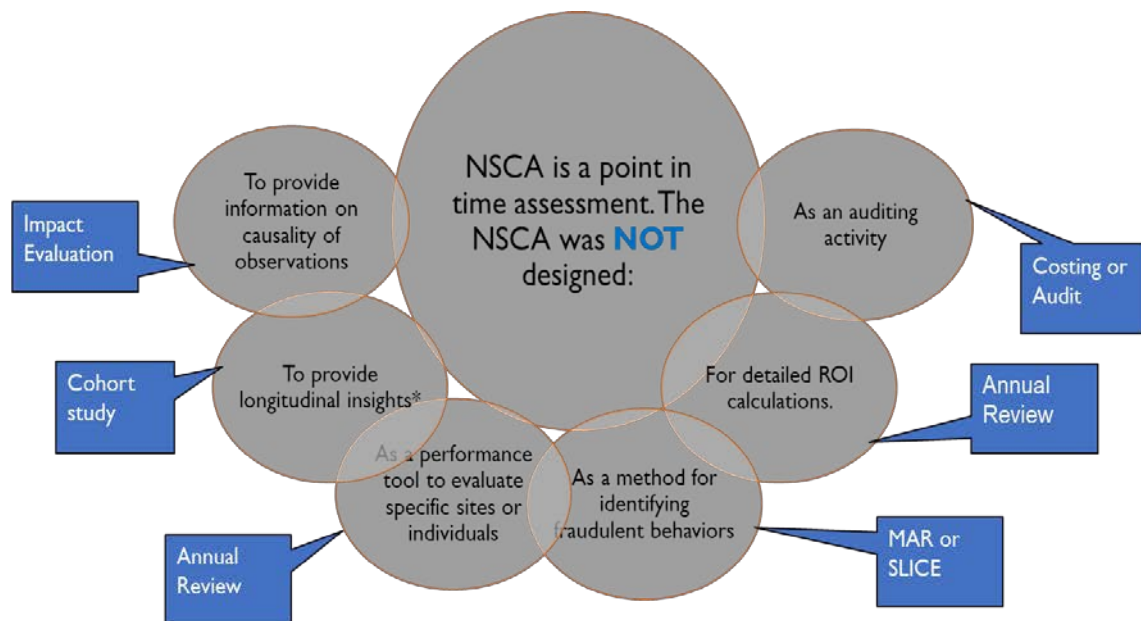 NSCA is a point in
time assessment. The
NSCA was NOT
designed:
To provide
information on
causality of
observations
Impact
Evaluation
To provide
longitudinal insights*
Cohort
study
As a performance
tool to evaluate
specific sites or
individuals
Annual
Review
As a method for
identifying
fraudulent behaviors
MAR or
SLICE
For detailed ROI
calculations.
Annual
Review
As an auditing
activity
Costing or
Audit